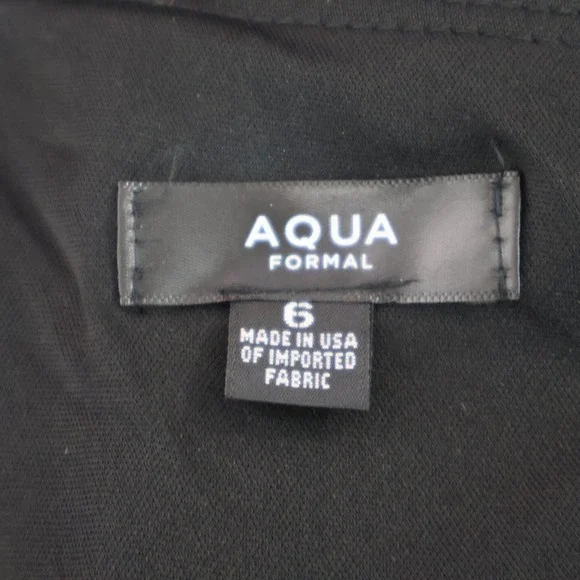 AQUA
FORMAL
6
MADE IN USA
OF IMPORTED
FABRIC